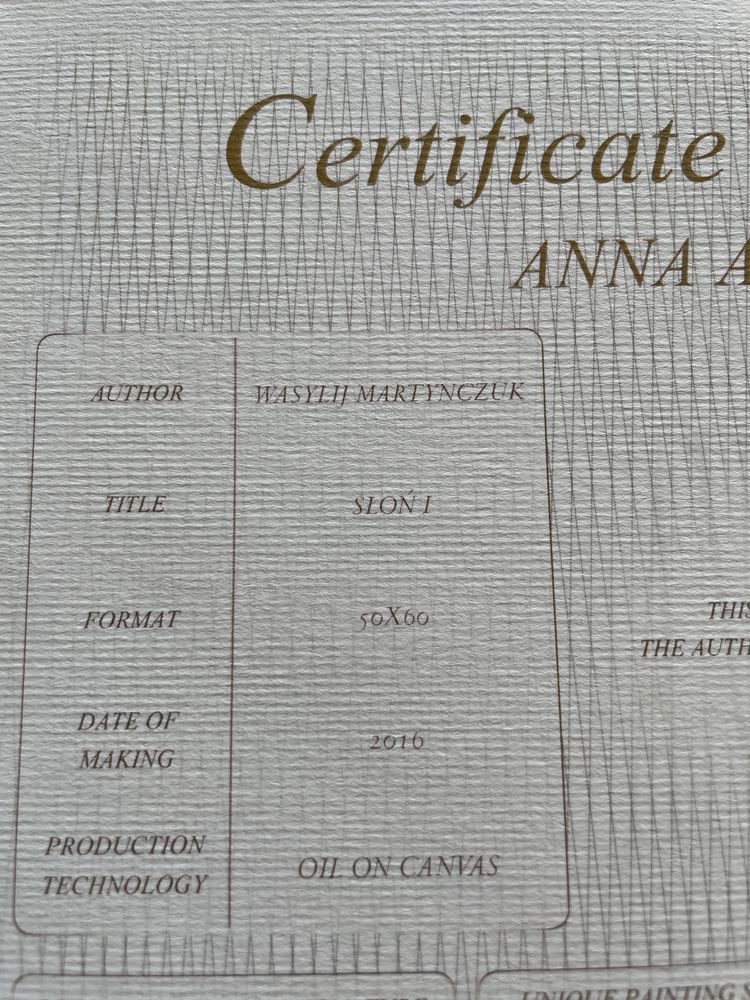 Certificate
ANNA A
AUTHOR WASYLIJ MARTYNCZUK
TITLE SŁOŃ I
FORMAT 50X60
THIS
THE AUTH
DATE OF
MAKING 2016
PRODUCTION
TECHNOLOGY OIL ON CANVAS
UNIQUE PAINTING